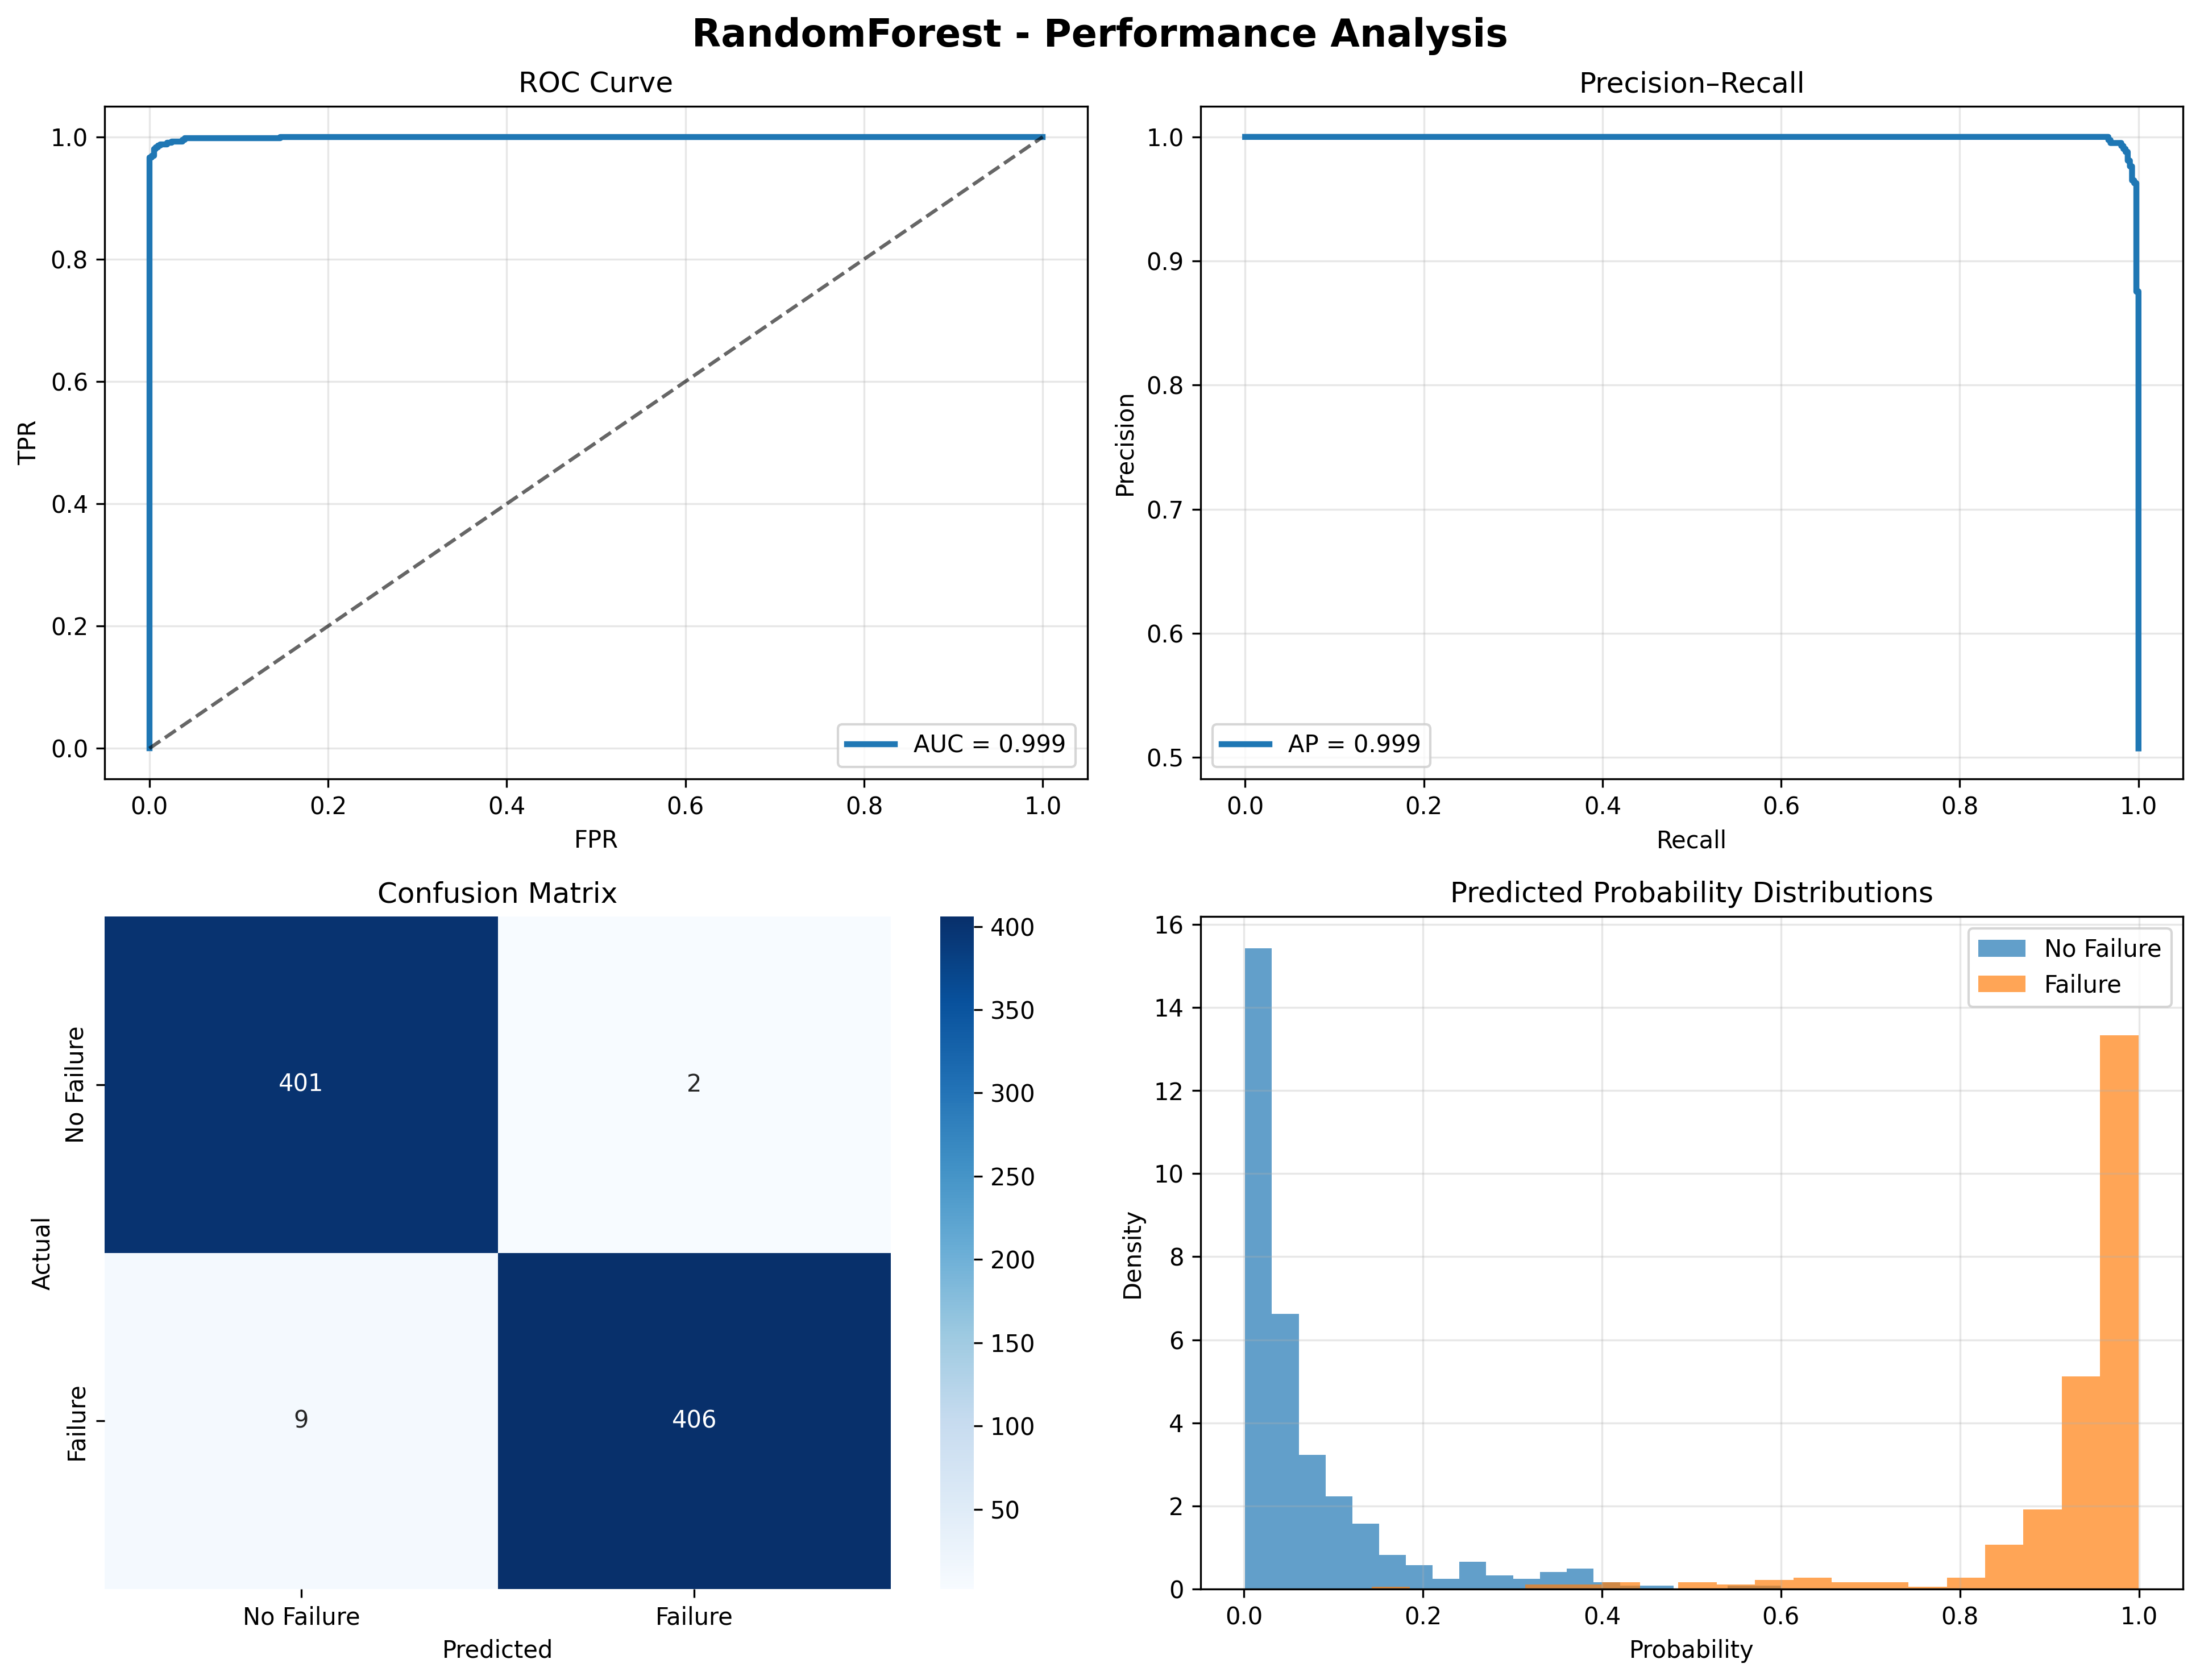 RandomForest - Performance Analysis
ROC Curve
1.0
0.8
0.6
0.4
0.2
0.0
TPR
0.0 0.2 0.4 0.6 0.8 1.0
FPR
AUC = 0.999
Precision–Recall
1.0
0.9
0.8
0.7
0.6
0.5
Precision
0.0 0.2 0.4 0.6 0.8 1.0
Recall
AP = 0.999
Confusion Matrix
Actual
No Failure
Failure
401 2
9 406
No Failure Failure
Predicted
400
350
300
250
200
150
100
50
Predicted Probability Distributions
16
14
12
10
8
6
4
2
0
Density
No Failure
Failure
0.0 0.2 0.4 0.6 0.8 1.0
Probability